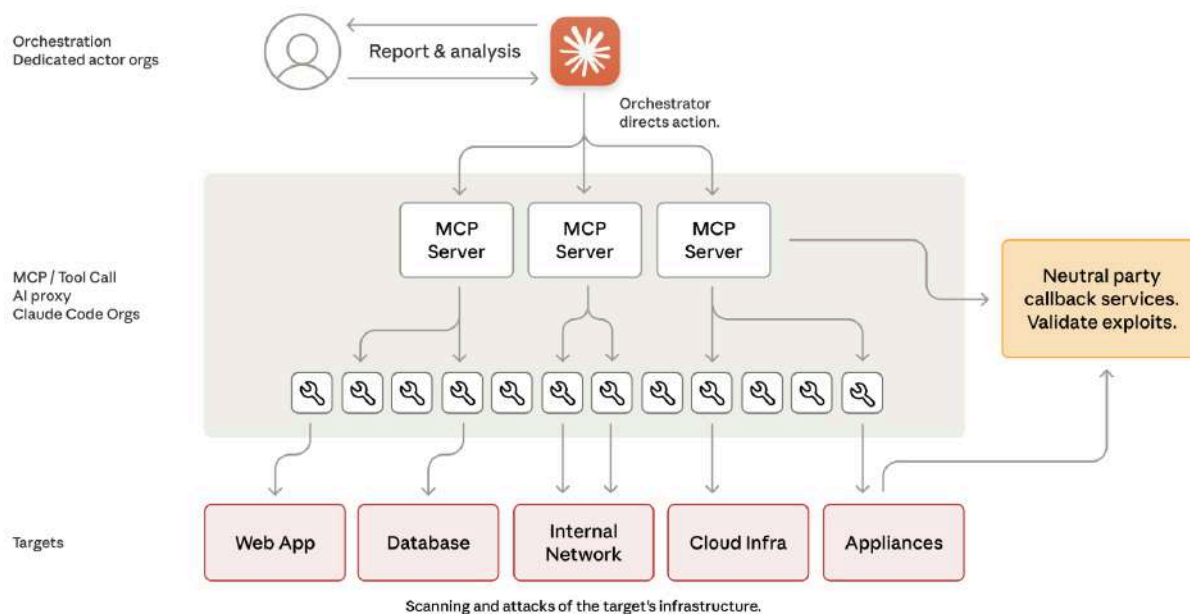 Orchestration
Dedicated actor orgs
Report & analysis
Orchestrator
directs action.
MCP / Tool Call
AI proxy
Claude Code Orgs
MCP
Server
MCP
Server
MCP
Server
Neutral party
callback services.
Validate exploits.
Targets
Web App
Database
Internal
Network
Cloud Infra
Appliances
Scanning and attacks of the target's infrastructure.